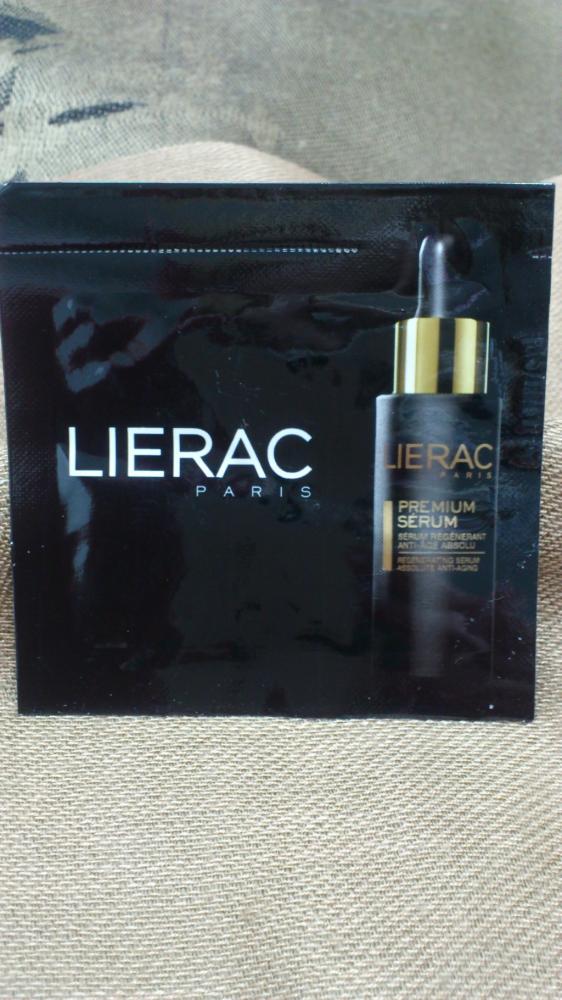 LIERAC
PARIS
LIERAC
PARIS
PREMIUM
SÉRUM
SÉRUM RÉGÉNÉRANT
ANTI-ÂGE ABSOLU
REGENERATING SERUM
ABSOLUTE ANTI-AGING